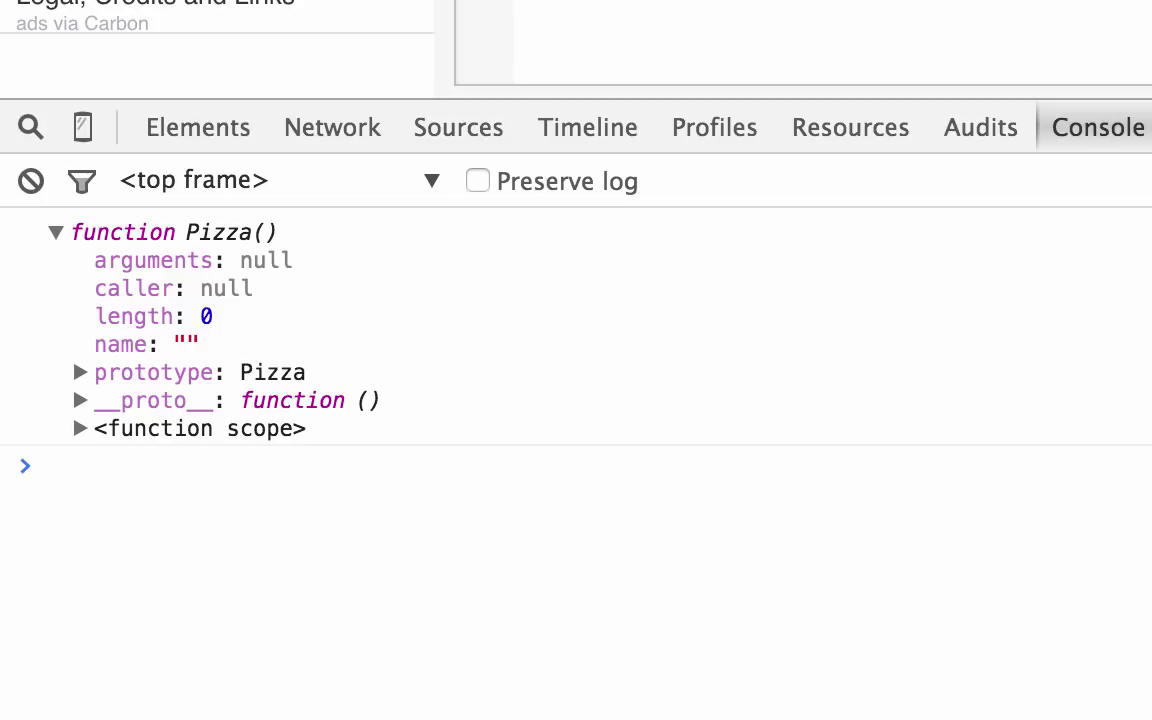 Legal, Credits and Links
ads via Carbon
Elements Network Sources Timeline Profiles Resources Audits Console
<top frame> ▼ Preserve log
▼ function Pizza()
arguments: null
caller: null
length: 0
name: ""
▶ prototype: Pizza
▶ __proto__: function ()
▶ <function scope>
>